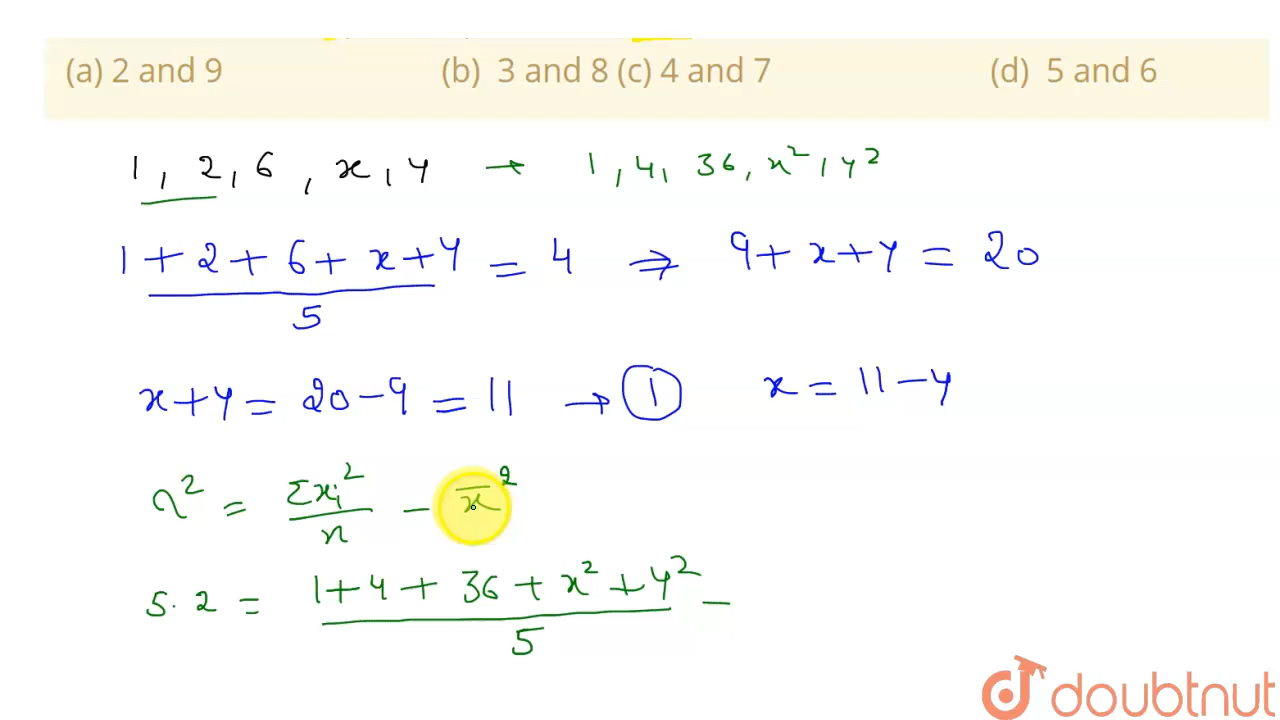 (a) 2 and 9 (b) 3 and 8 (c) 4 and 7 (d) 5 and 6
1, 2, 6, x, y → 1, 4, 36, x², y²
1+2+6+x+y / 5 = 4 ⇒ 9+x+y = 20
x+y = 20-9 = 11 → ① x = 11-y
σ² = Σxᵢ² / n - x̄²
5.2 = 1+4+36+x²+y² / 5 -
doubtnut